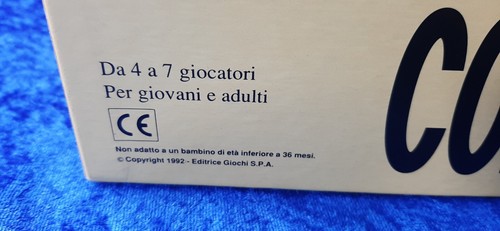 Da 4 a 7 giocatori
Per giovani e adulti
CE
Non adatto a un bambino di età inferiore a 36 mesi.
© Copyright 1992 - Editrice Giochi S.P.A.